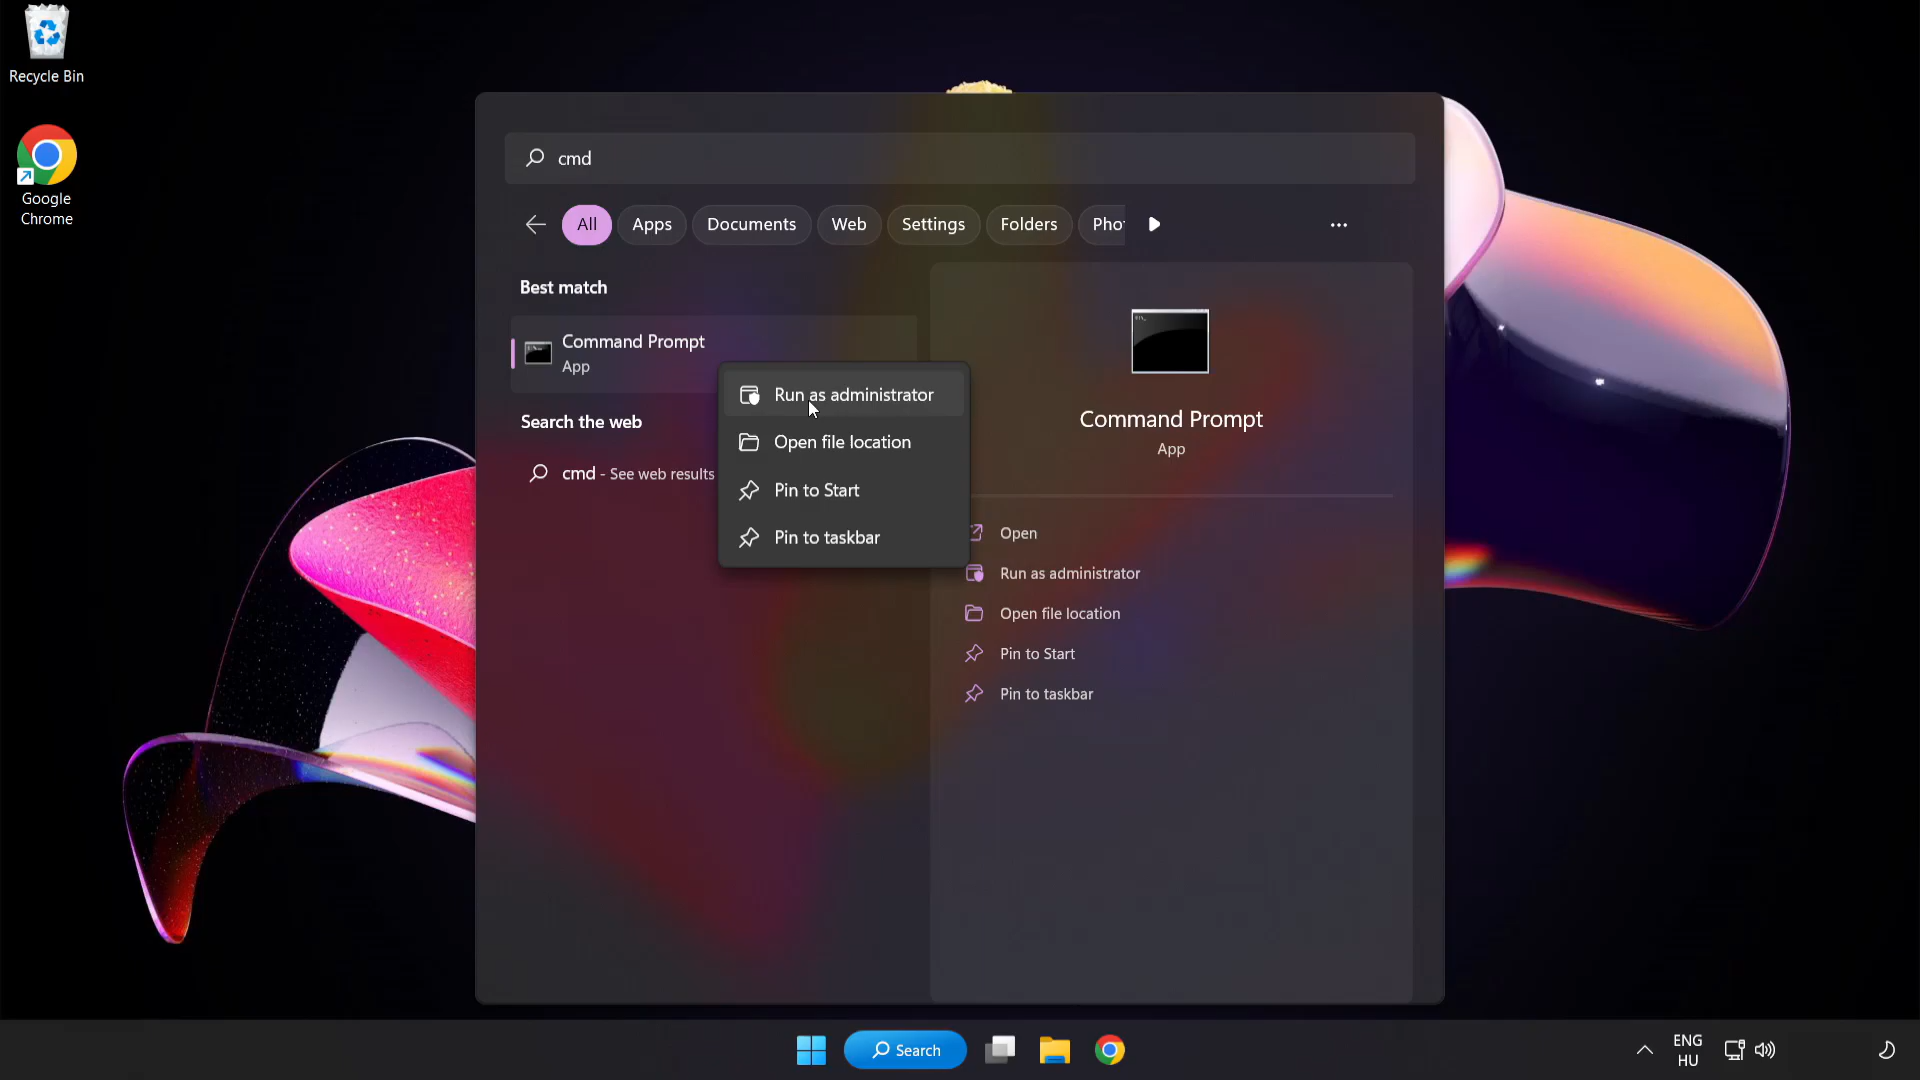 Recycle Bin
Google
Chrome
cmd
All
Apps
Documents
Web
Settings
Folders
Pho
Best match
Command Prompt
App
Search the web
cmd - See web results
Run as administrator
Open file location
Pin to Start
Pin to taskbar
Command Prompt
App
Open
Run as administrator
Open file location
Pin to Start
Pin to taskbar
Search
ENG
HU